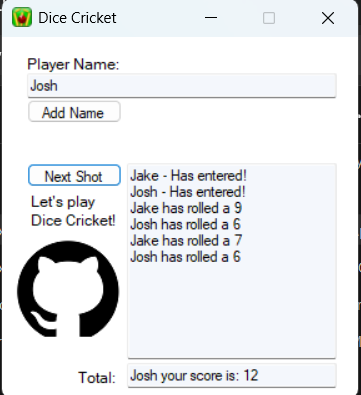 Dice Cricket
Player Name:
Josh
Add Name
Next Shot
Let's play
Dice Cricket!
Jake - Has entered!
Josh - Has entered!
Jake has rolled a 9
Josh has rolled a 6
Jake has rolled a 7
Josh has rolled a 6
Total:
Josh your score is: 12